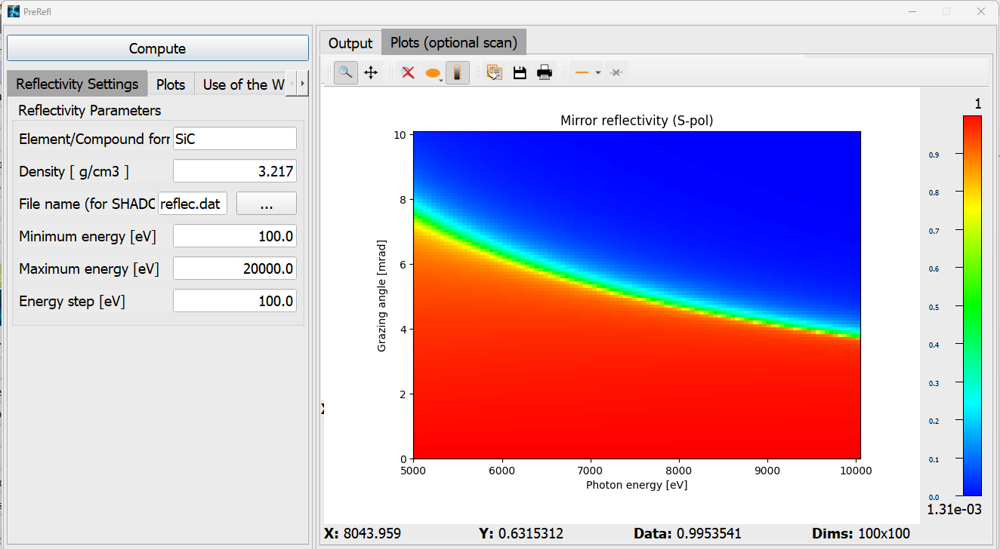 PreRefl
Compute
Output
Plots (optional scan)
Reflectivity Settings
Plots
Use of the W
Reflectivity Parameters
Element/Compound forr
SiC
Density [ g/cm3 ]
3.217
File name (for SHADO
reflec.dat
...
Minimum energy [eV]
100.0
Maximum energy [eV]
20000.0
Energy step [eV]
100.0
Mirror reflectivity (S-pol)
10
8
6
4
2
0
Grazing angle [mrad]
5000 6000 7000 8000 9000 10000
Photon energy [eV]
1
0.9
0.8
0.7
0.6
0.5
0.4
0.3
0.2
0.1
0.0
1.31e-03
X: 8043.959 Y: 0.6315312 Data: 0.9953541 Dims: 100x100